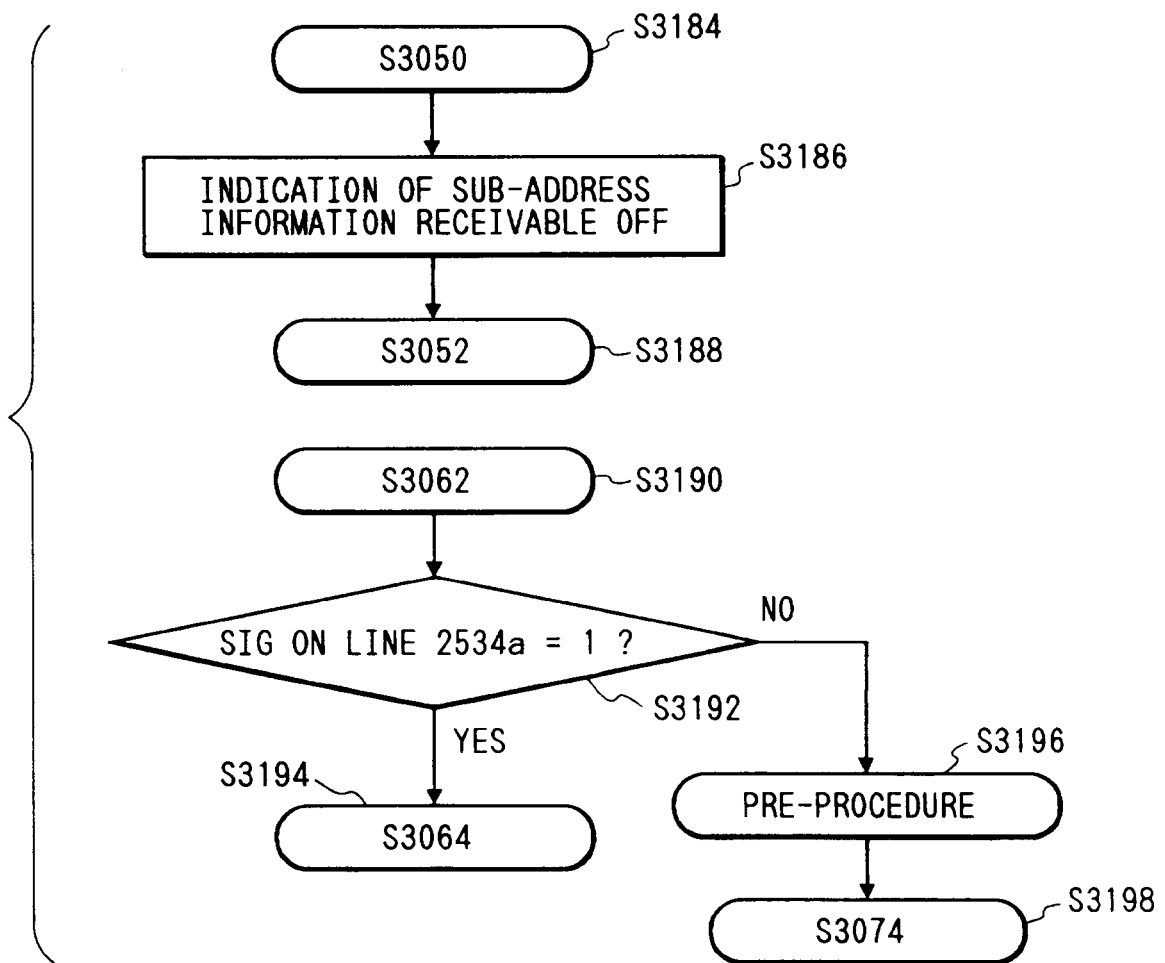 S3184
S3050
S3186
INDICATION OF SUB-ADDRESS
INFORMATION RECEIVABLE OFF
S3052
S3188
S3062
S3190
NO
SIG ON LINE 2534a = 1 ?
S3192
YES
S3196
S3194
PRE-PROCEDURE
S3064
S3198
S3074